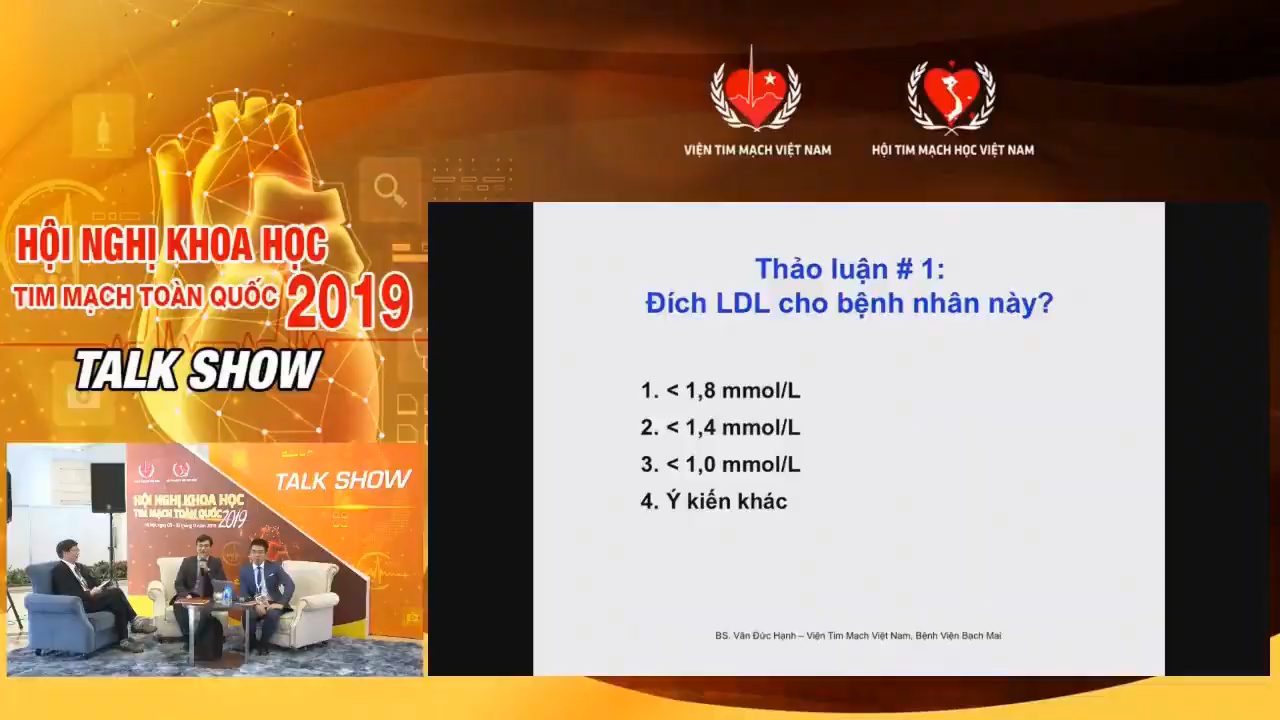 VIỆN TIM MẠCH VIỆT NAM
HỘI TIM MẠCH HỌC VIỆT NAM
HỘI NGHỊ KHOA HỌC
TIM MẠCH TOÀN QUỐC 2019
TALK SHOW
Thảo luận # 1:
Đích LDL cho bệnh nhân này?
1. < 1,8 mmol/L
2. < 1,4 mmol/L
3. < 1,0 mmol/L
4. Ý kiến khác
BS. Văn Đức Hạnh – Viện Tim Mạch Việt Nam, Bệnh Viện Bạch Mai
TALK SHOW
HỘI NGHỊ KHOA HỌC
TIM MẠCH TOÀN QUỐC 2019